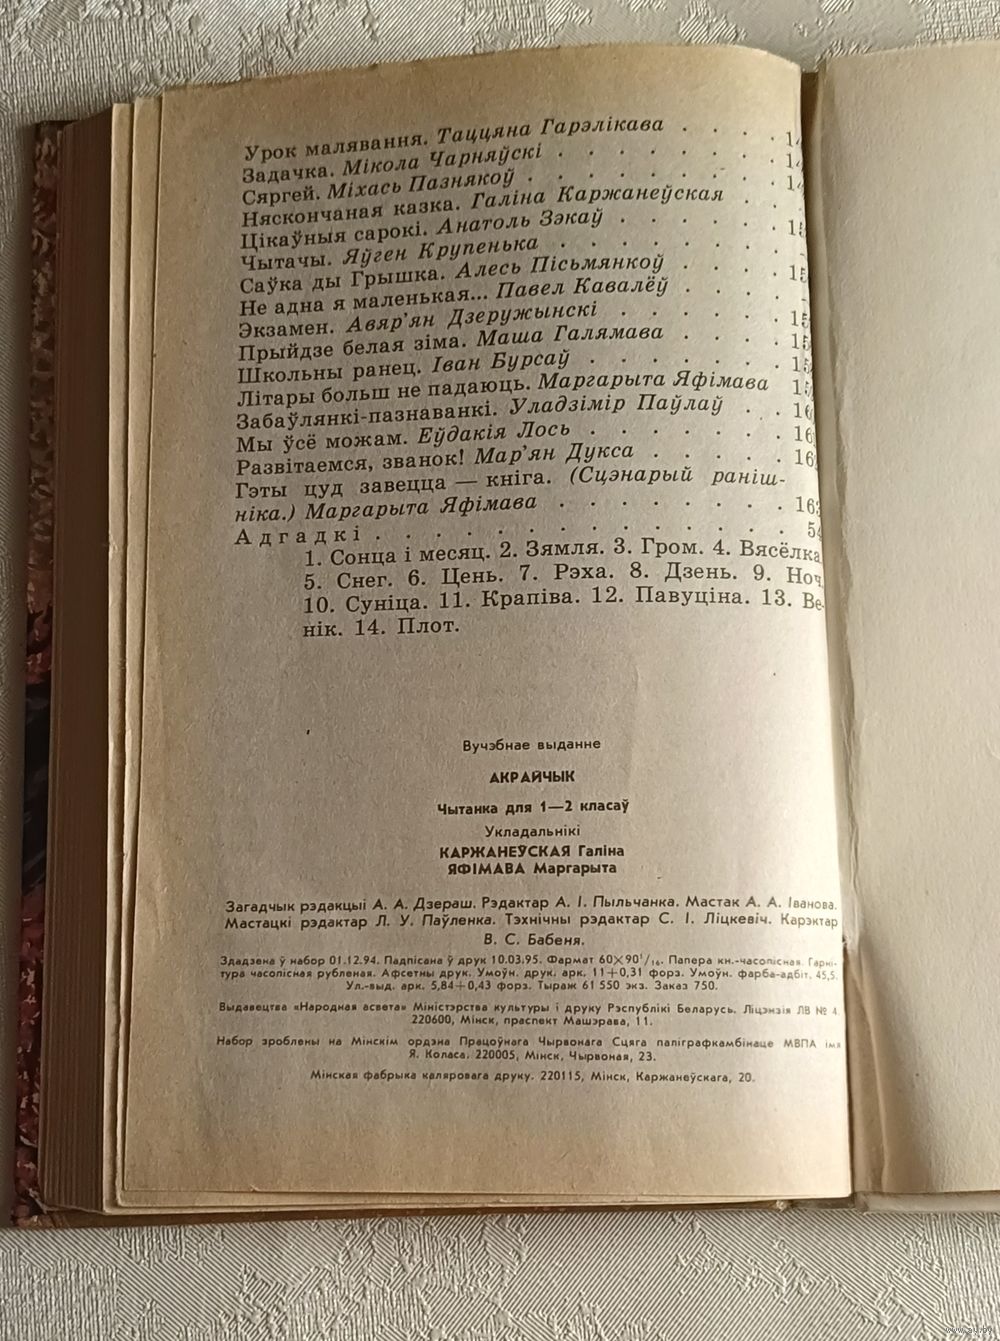 Урок малявання. Таццяна Гарэлікава . . . .
Задачка. Мікола Чарняўскі . . . . . . . .
Сяргей. Міхась Пазнякоў . . . . . . . .
Няскончаная казка. Галіна Каржанеўская . .
Цікаўныя сарокі. Анатоль Зэкаў . . . . . .
Чытачы. Яўген Крупенька . . . . . . . .
Саўка ды Грышка. Алесь Пісьмянкоў . . . .
Не адна я маленькая... Павел Кавалёў . . . .
Экзамен. Авяр'ян Дзеружынскі . . . . . .
Прыйдзе белая зіма. Маша Галямава . . . .
Школьны ранец. Іван Бурсаў . . . . . . .
Літары больш не падаюць. Маргарыта Яфімава
Забаўлянкі-пазнаванкі. Уладзімір Паўлаў . .
Мы ўсё можам. Еўдакія Лось . . . . . . .
Развітаемся, званок! Мар'ян Дукса . . . . .
Гэты цуд завецца — кніга. (Сцэнарый раніш-
ніка.) Маргарыта Яфімава . . . . . . . 163
Адгадкі . . . . . . . . . . . . . 54
1. Сонца і месяц. 2. Зямля. 3. Гром. 4. Вясёлка
5. Снег. 6. Цень. 7. Рэха. 8. Дзень. 9. Ноч.
10. Суніца. 11. Крапіва. 12. Павуціна. 13. Ве-
нік. 14. Плот.
Вучэбнае выданне
АКРАЙЧЫК
Чытанка для 1—2 класаў
Укладальнікі
КАРЖАНЕЎСКАЯ Галіна
ЯФІМАВА Маргарыта
Загадчык рэдакцыі А. А. Дзераш. Рэдактар А. І. Пыльчанка. Мастак А. А. Іванова.
Мастацкі рэдактар Л. У. Паўленка. Тэхнічны рэдактар С. І. Ліцкевіч. Карэктар
В. С. Бабеня.
Здадзена ў набор 01.12.94. Падпісана ў друк 10.03.95. Фармат 60×90¹/₁₆. Папера кн.-часопісная. Гарні-
тура часопісная рубленая. Афсетны друк. Умоўн. друк. арк. 11+0,31 форз. Умоўн. фарба-адбіт. 45,5.
Ул.-выд. арк. 5,84+0,43 форз. Тыраж 61 550 экз. Заказ 750.
Выдавецтва «Народная асвета» Міністэрства культуры і друку Рэспублікі Беларусь. Ліцэнзія ЛВ № 4.
220600, Мінск, праспект Машэрава, 11.
Набор зроблены на Мінскім ордэна Працоўнага Чырвонага Сцяга паліграфкамбінаце МВПА імя
Я. Коласа. 220005, Мінск, Чырвоная, 23.
Мінская фабрыка каляровага друку. 220115, Мінск, Каржанеўскага, 20.